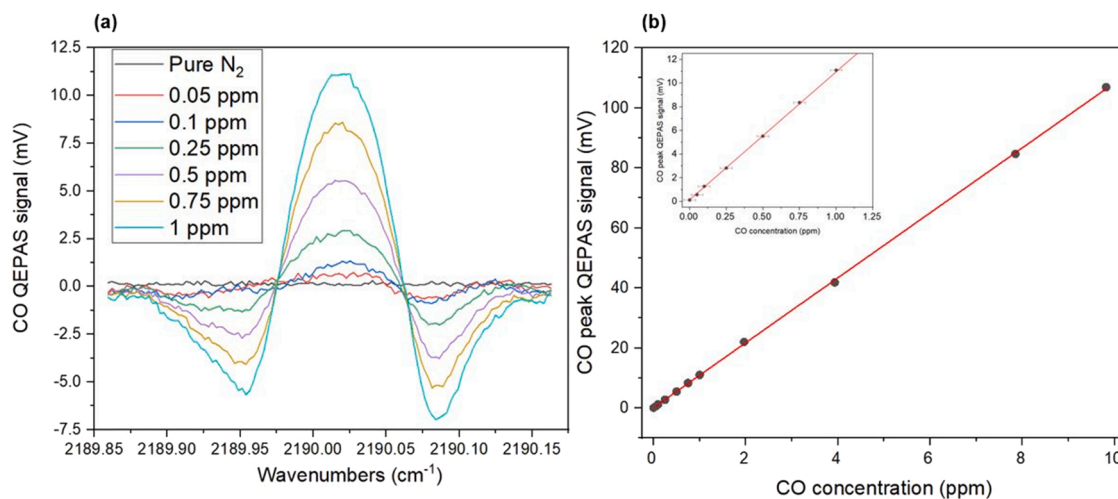 (a)
12.5
10.0
7.5
5.0
2.5
0.0
-2.5
-5.0
-7.5
CO QEPAS signal (mV)
Pure N₂
0.05 ppm
0.1 ppm
0.25 ppm
0.5 ppm
0.75 ppm
1 ppm
2189.85 2189.90 2189.95 2190.00 2190.05 2190.10 2190.15
Wavenumbers (cm⁻¹)
(b)
120
100
80
60
40
20
0
CO peak QEPAS signal (mV)
12
10
8
6
4
2
0
CO peak QEPAS signal (mV)
0.00 0.25 0.50 0.75 1.00 1.25
CO concentration (ppm)
0 2 4 6 8 10
CO concentration (ppm)